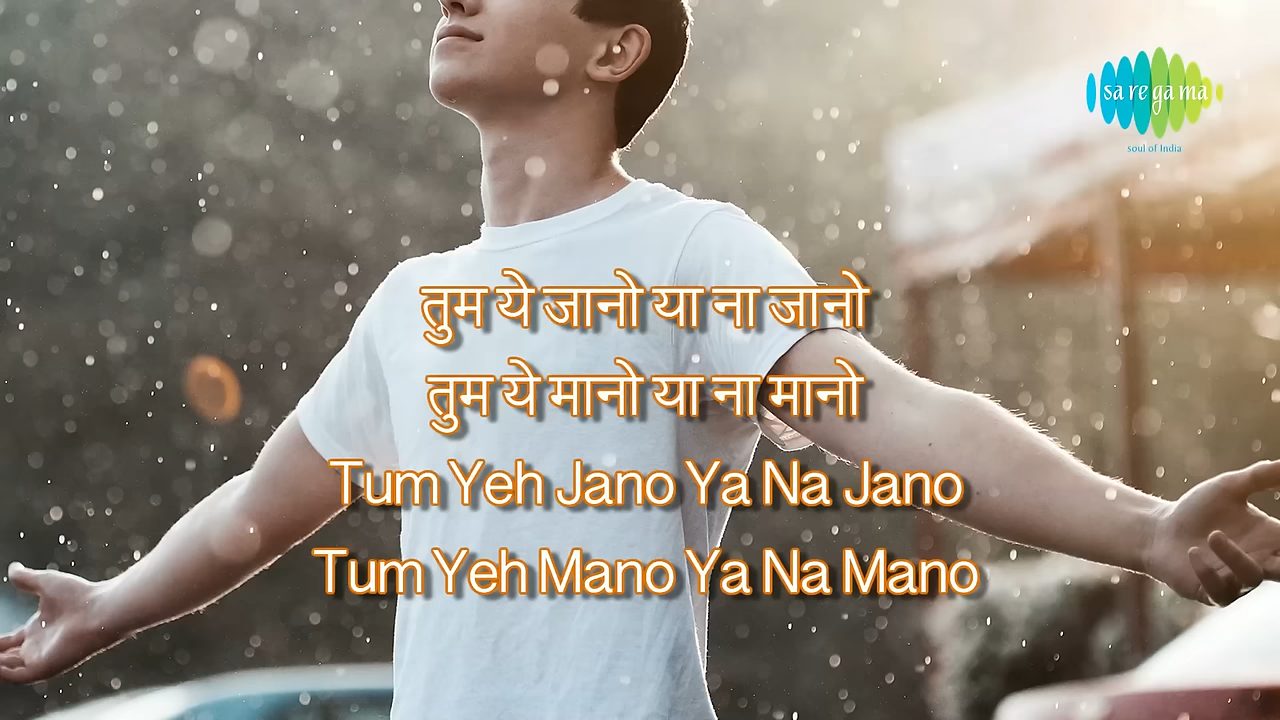 sa re ga ma
soul of India
तुम ये जानो या ना जानो
तुम ये मानो या ना मानो
Tum Yeh Jano Ya Na Jano
Tum Yeh Mano Ya Na Mano